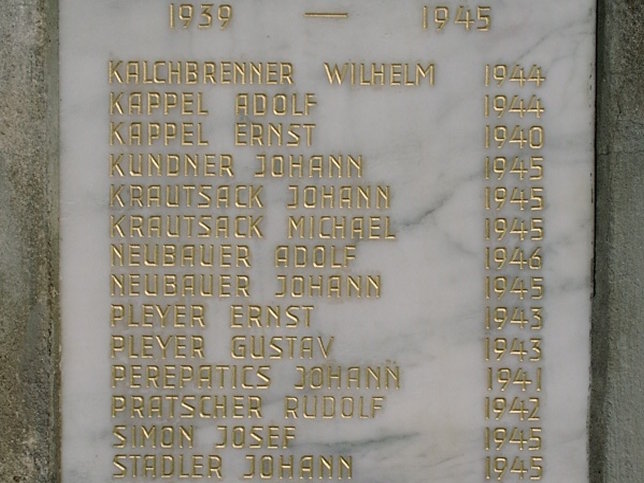 1939 — 1945
KALCHBRENNER WILHELM 1944
KAPPEL ADOLF 1944
KAPPEL ERNST 1940
KUNDNER JOHANN 1945
KRAUTSACK JOHANN 1945
KRAUTSACK MICHAEL 1945
NEUBAUER ADOLF 1946
NEUBAUER JOHANN 1945
PLEYER ERNST 1943
PLEYER GUSTAV 1943
PEREPATICS JOHANN 1941
PRATSCHER RUDOLF 1942
SIMON JOSEF 1945
STADLER JOHANN 1945